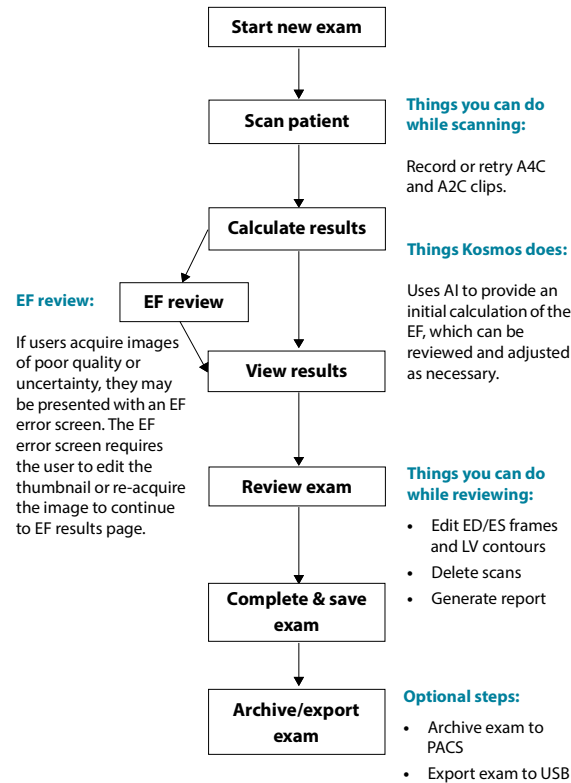 Start new exam
Scan patient
Things you can do
while scanning:
Record or retry A4C
and A2C clips.
Calculate results
Things Kosmos does:
Uses AI to provide an
initial calculation of the
EF, which can be
reviewed and adjusted
as necessary.
EF review:
EF review
If users acquire images
of poor quality or
uncertainty, they may
be presented with an EF
error screen. The EF
error screen requires
the user to edit the
thumbnail or re-acquire
the image to continue
to EF results page.
View results
Review exam
Things you can do
while reviewing:
• Edit ED/ES frames
and LV contours
• Delete scans
• Generate report
Complete & save
exam
Archive/export
exam
Optional steps:
• Archive exam to
PACS
• Export exam to USB